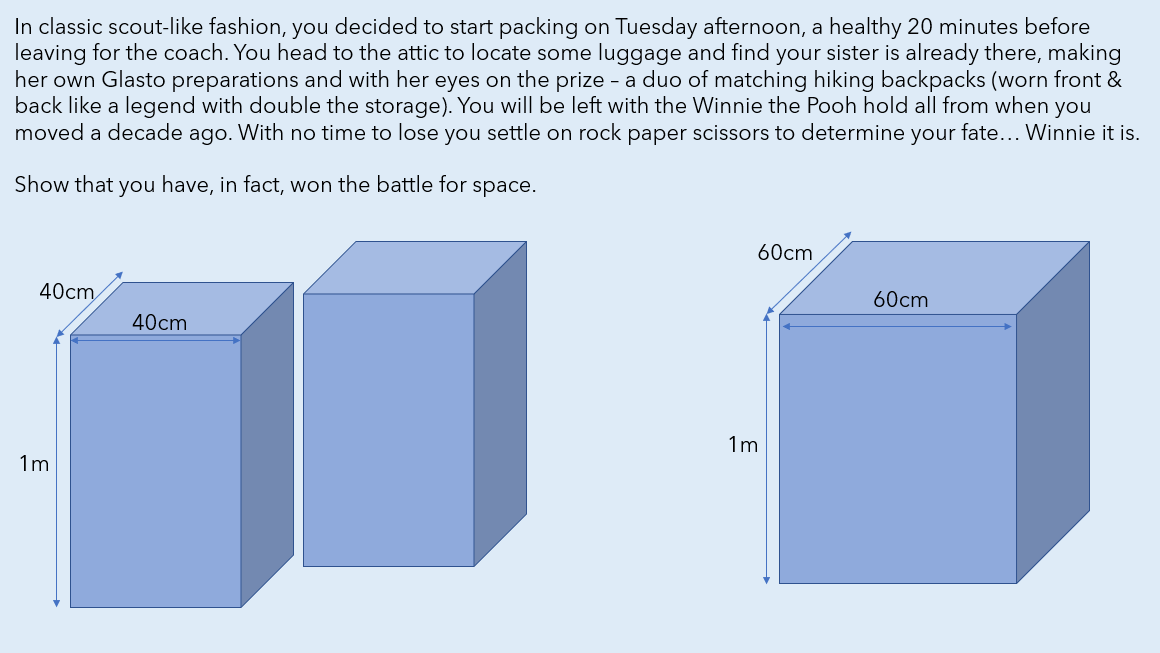 In classic scout-like fashion, you decided to start packing on Tuesday afternoon, a healthy 20 minutes before
leaving for the coach. You head to the attic to locate some luggage and find your sister is already there, making
her own Glasto preparations and with her eyes on the prize – a duo of matching hiking backpacks (worn front &
back like a legend with double the storage). You will be left with the Winnie the Pooh hold all from when you
moved a decade ago. With no time to lose you settle on rock paper scissors to determine your fate… Winnie it is.
Show that you have, in fact, won the battle for space.
40cm
40cm
1m
60cm
60cm
1m